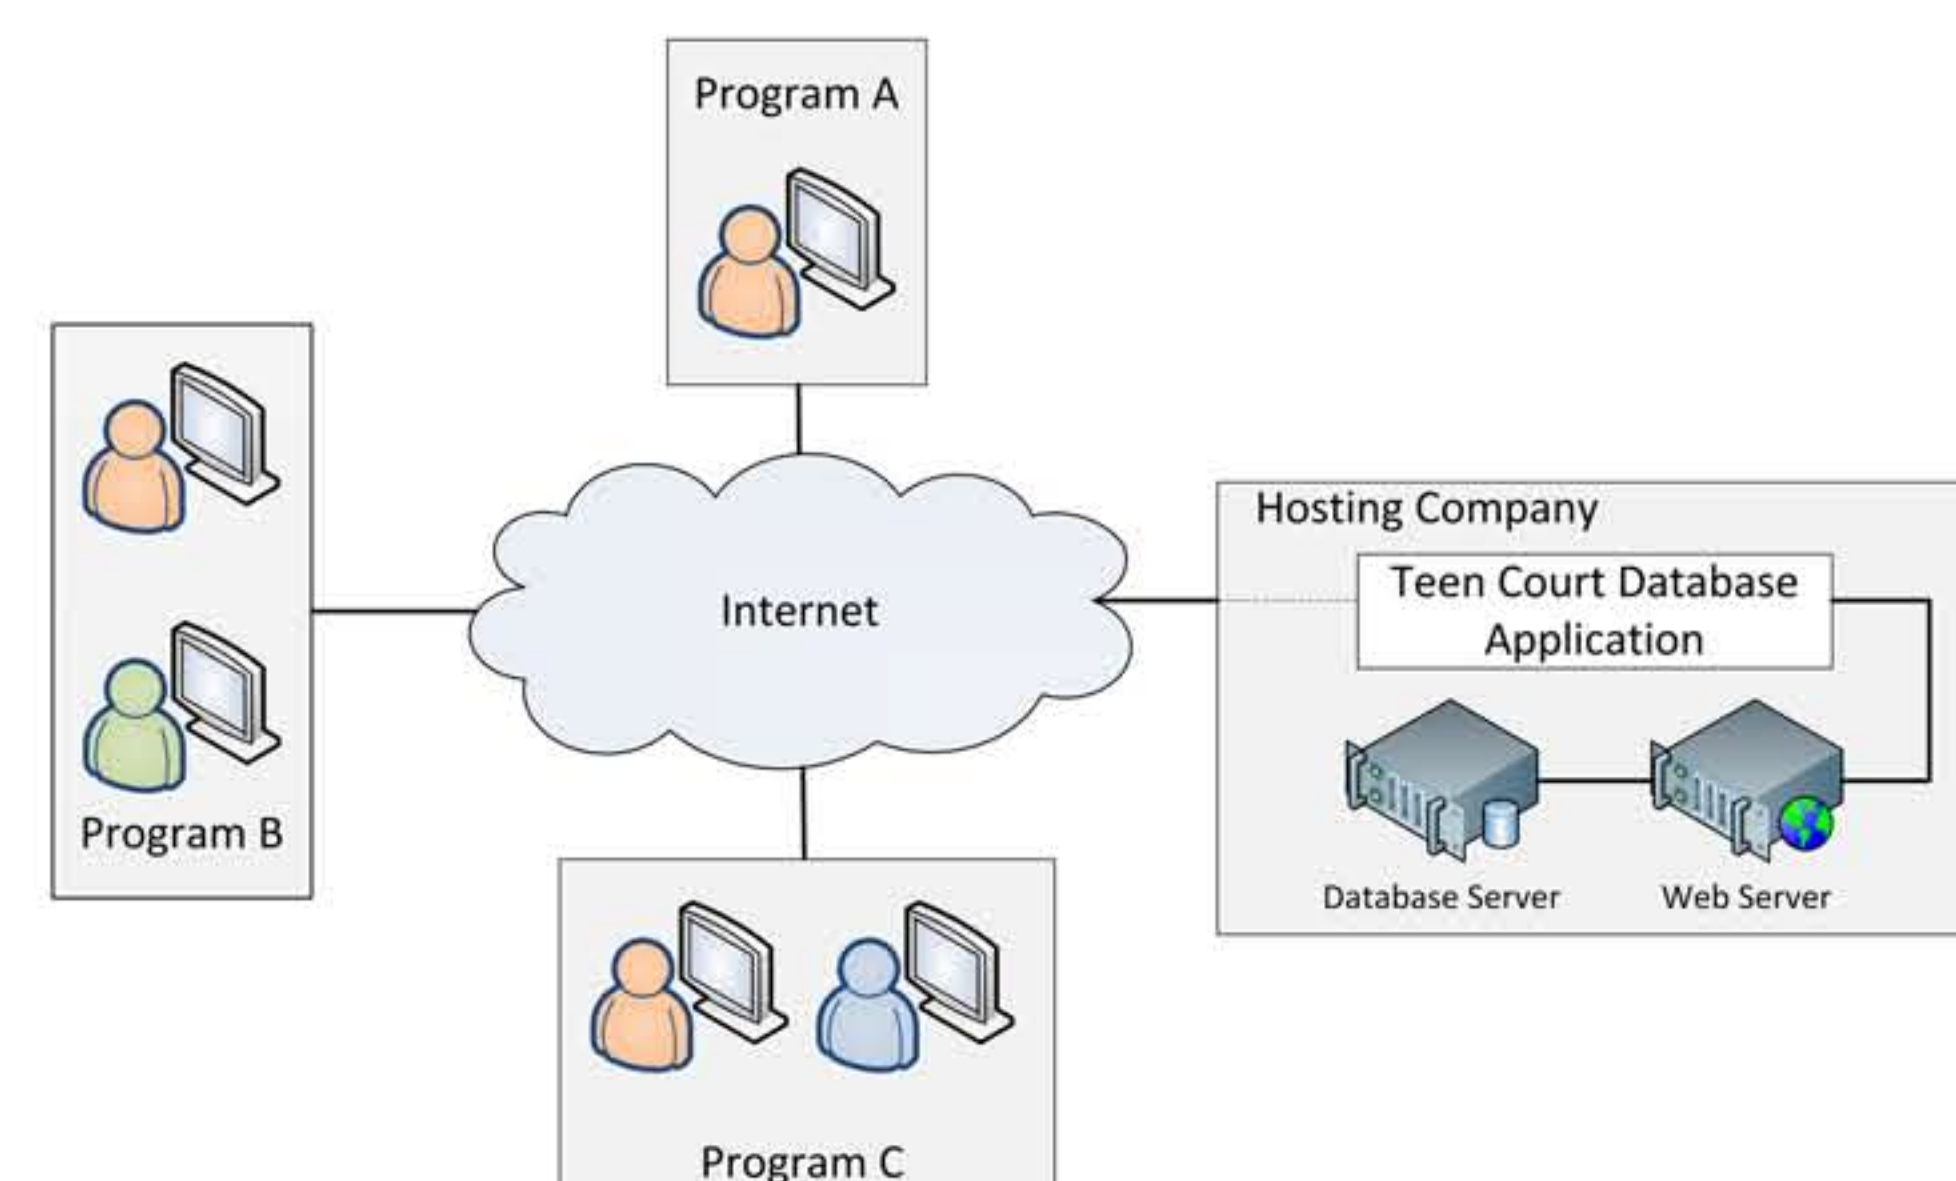 Program A
Hosting Company
Teen Court Database
Application
Internet
Program B
Database Server
Web Server
Program C